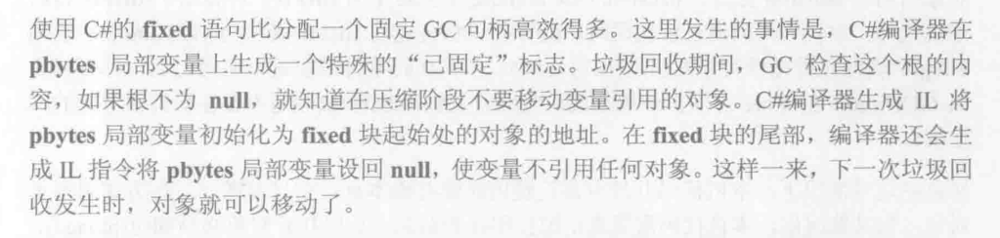 使用 C#的 fixed 语句比分配一个固定 GC 句柄高效得多。这里发生的事情是，C#编译器在
pbytes 局部变量上生成一个特殊的“已固定”标志。垃圾回收期间，GC 检查这个根的内
容，如果根不为 null，就知道在压缩阶段不要移动变量引用的对象。C#编译器生成 IL 将
pbytes 局部变量初始化为 fixed 块起始处的对象的地址。在 fixed 块的尾部，编译器还会生
成 IL 指令将 pbytes 局部变量设回 null，使变量不引用任何对象。这样一来，下一次垃圾回
收发生时，对象就可以移动了。